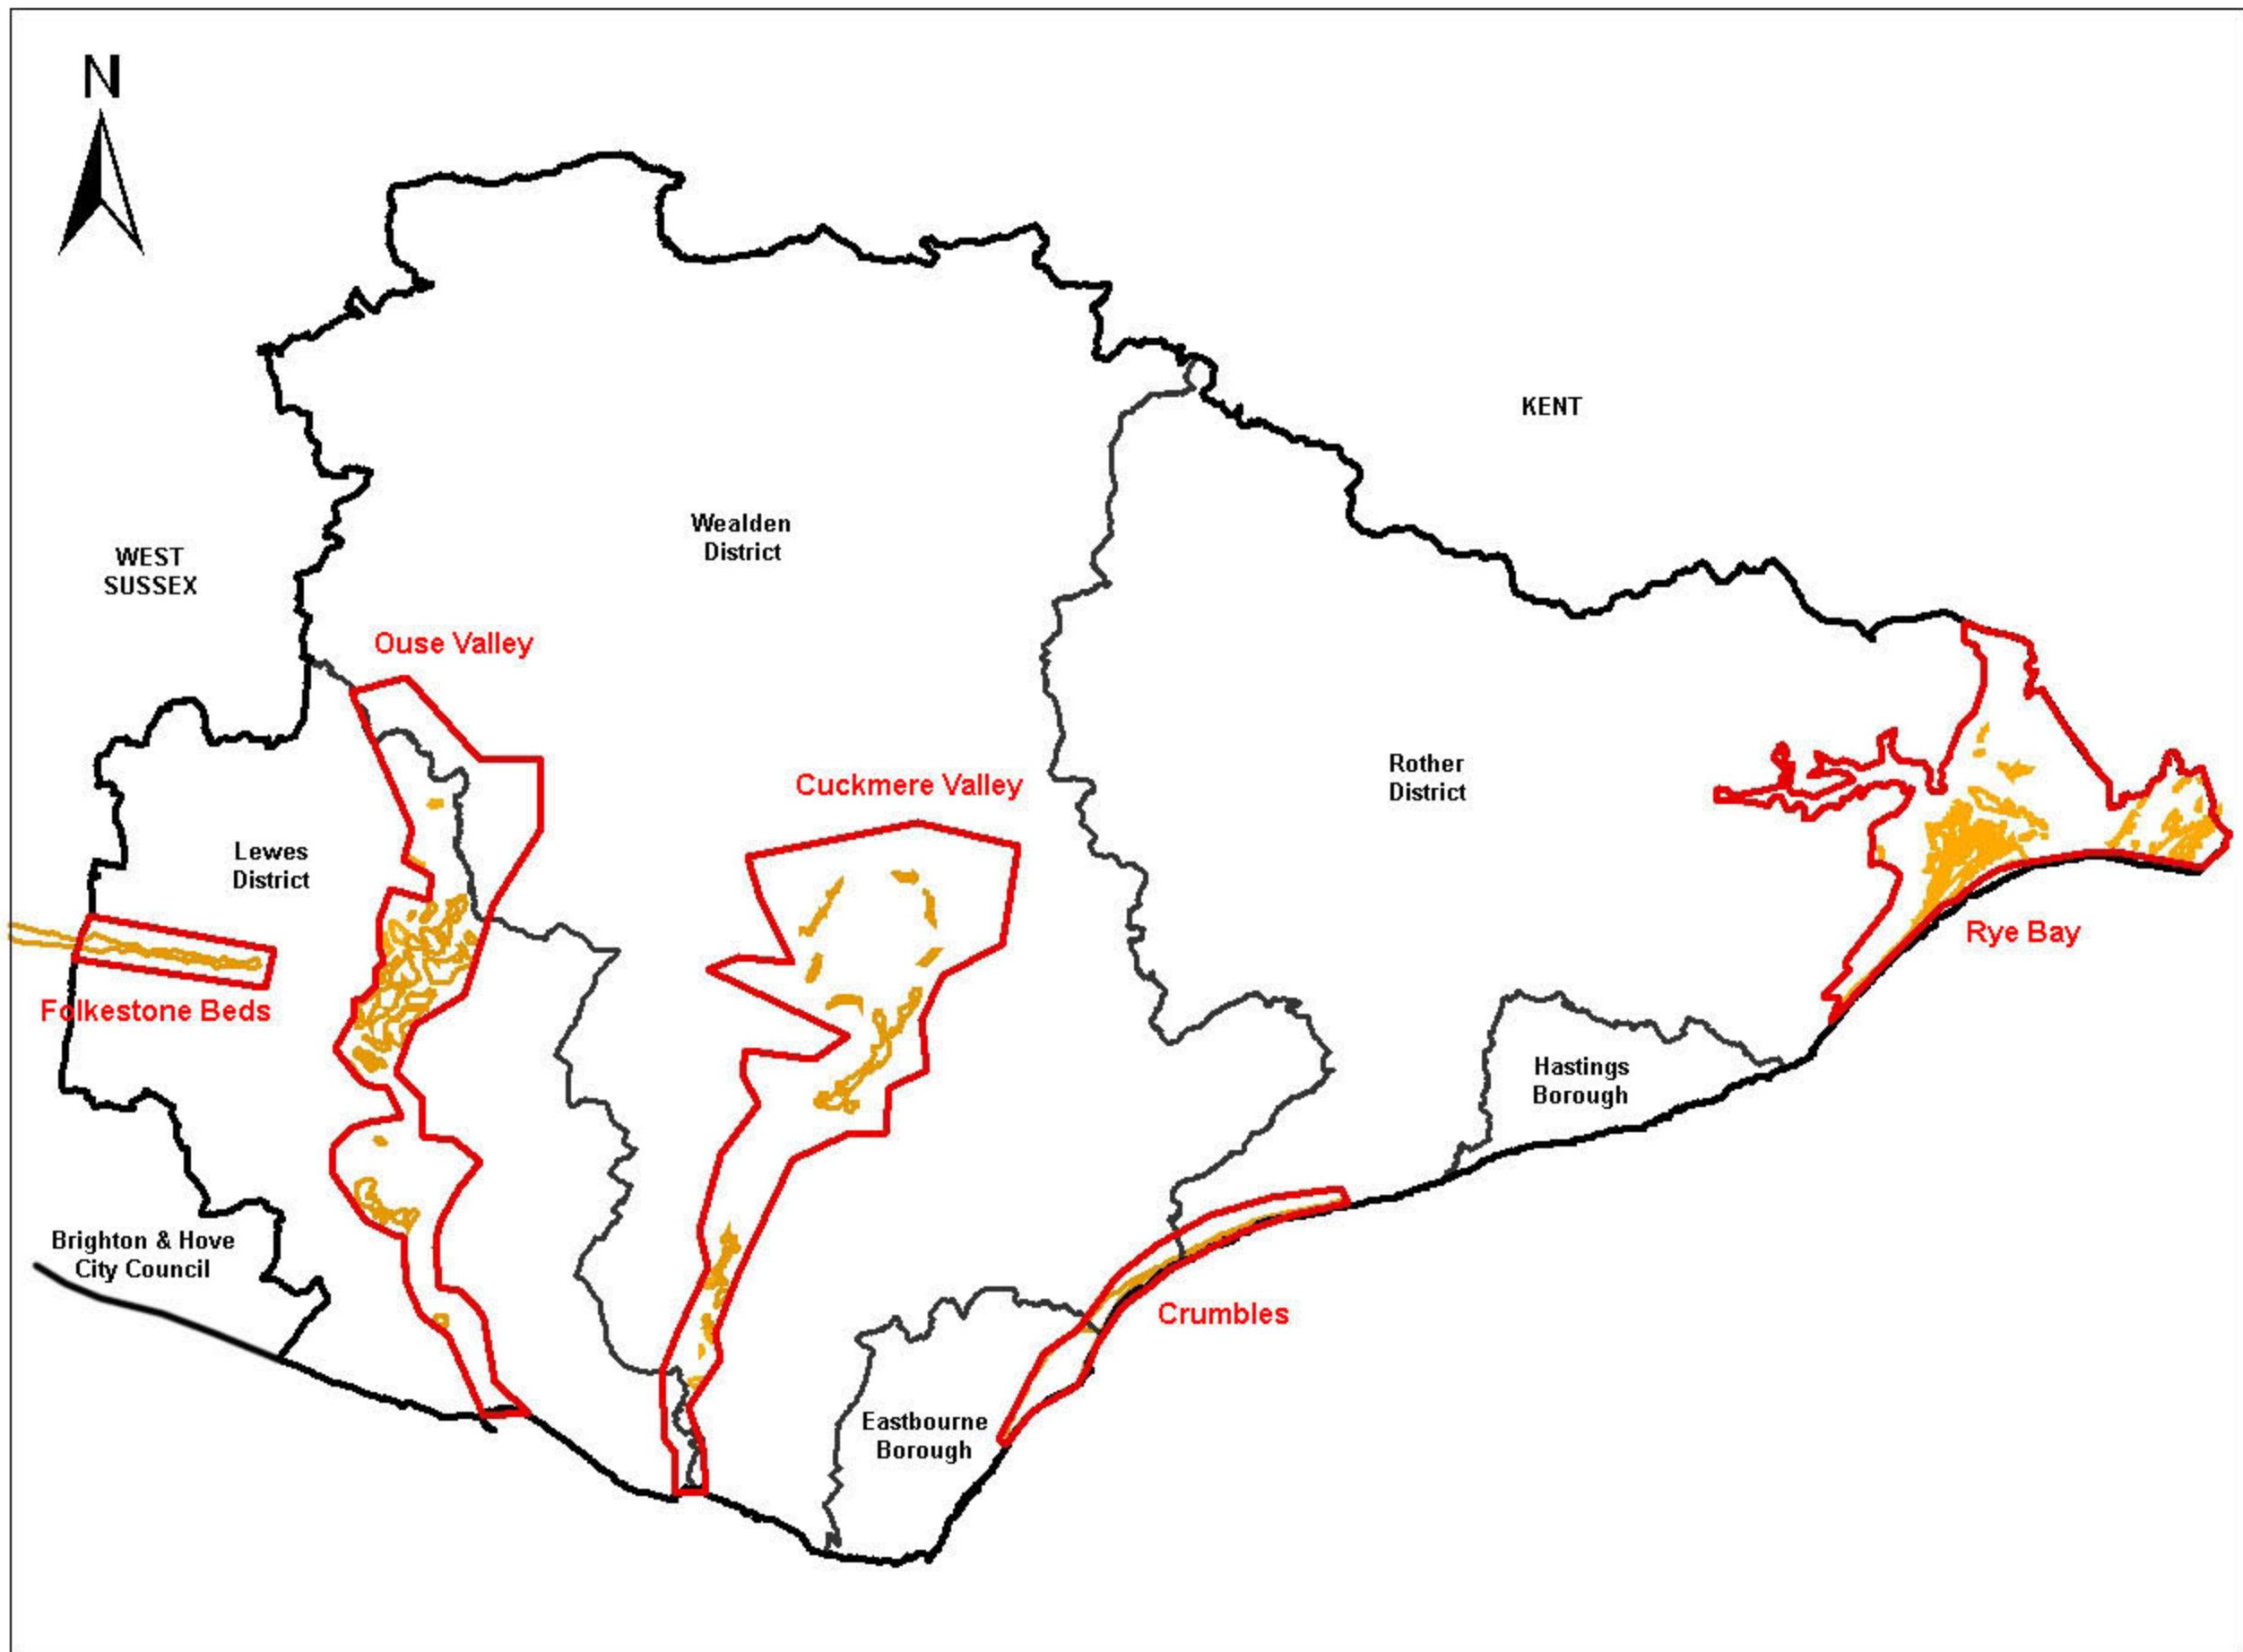 N
KENT
Wealden
District
WEST
SUSSEX
Ouse Valley
Rother
District
Cuckmere Valley
Lewes
District
Rye Bay
Folkestone Beds
Hastings
Borough
Brighton & Hove
City Council
Crumbles
Eastbourne
Borough